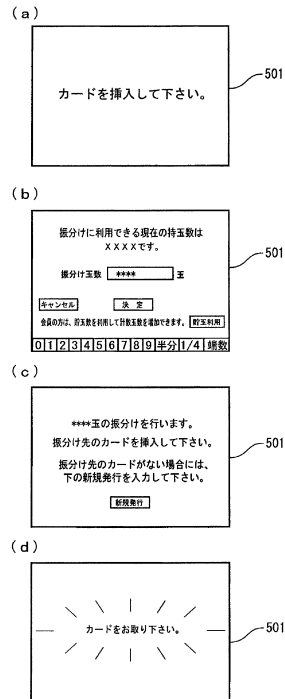 (a)
カードを挿入して下さい。
501
(b)
振分けに利用できる現在の持玉数は
XXXXです。
501
振分け玉数 **** 玉
キャンセル 決 定
会員の方は、貯玉数を利用して計数玉数を増加できます。 貯玉利用
0 1 2 3 4 5 6 7 8 9 半分 1/4 端数
(c)
****玉の振分けを行います。
振分け先のカードを挿入して下さい。
501
振分け先のカードがない場合には、
下の新規発行を入力して下さい。
新規発行
(d)
カードをお取り下さい。
501